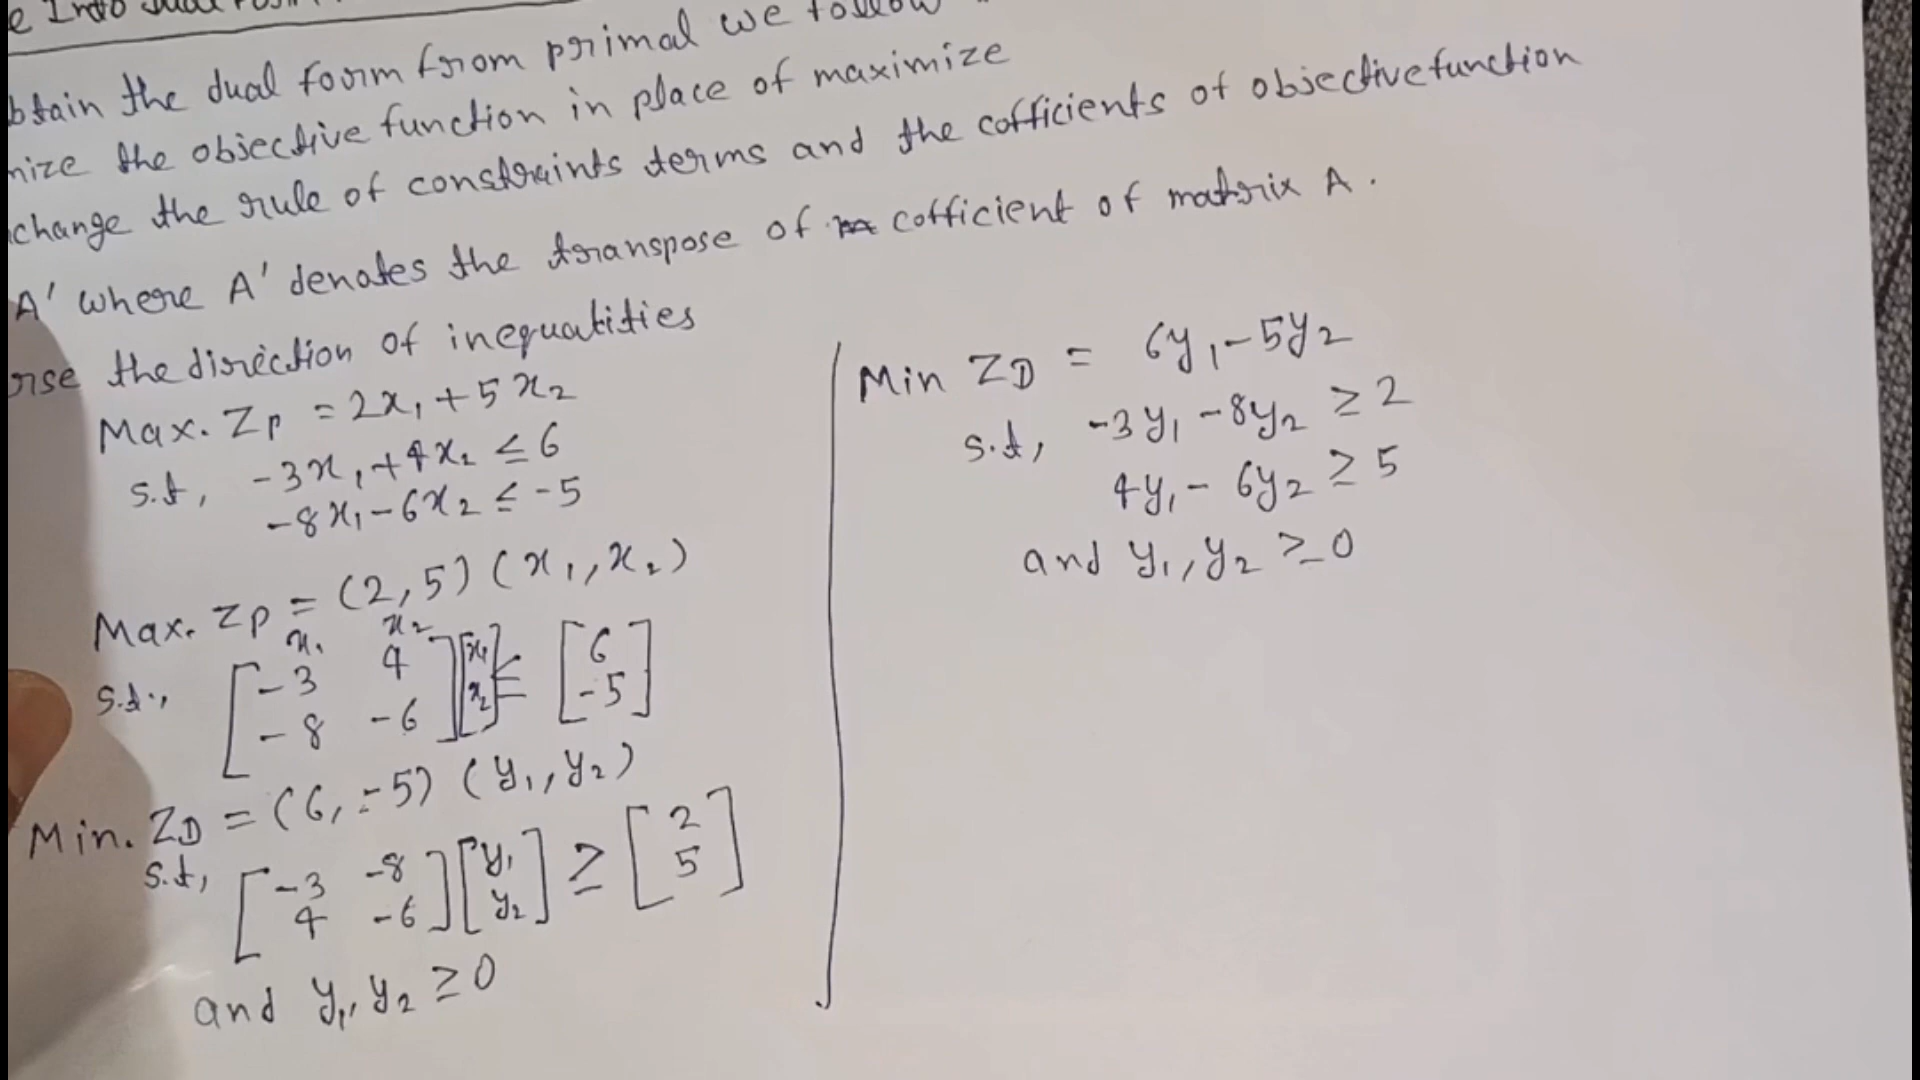 e Into dual
btain the dual form from primal we follow
mize the objective function in place of maximize
change the rule of constraints terms and the cofficients of objective function
A' where A' denates the transpose of cofficient of matrix A.
rse the direction of inequatities
Max. Zp = 2x₁ + 5x₂
s.t, -3x₁ + 4x₂ ≤ 6
-8x₁ - 6x₂ ≤ -5
Max. Zp = (2, 5) (x₁, x₂)
x₁ x₂
s.t., [-3 4] [x₁] ≤ [6]
[-8 -6] [x₂] [-5]
Min. ZD = (6, -5) (y₁, y₂)
s.t, [-3 -8] [y₁] ≥ [2]
[4 -6] [y₂] [5]
and y₁, y₂ ≥ 0
Min ZD = 6y₁ - 5y₂
s.t, -3y₁ - 8y₂ ≥ 2
4y₁ - 6y₂ ≥ 5
and y₁, y₂ ≥ 0